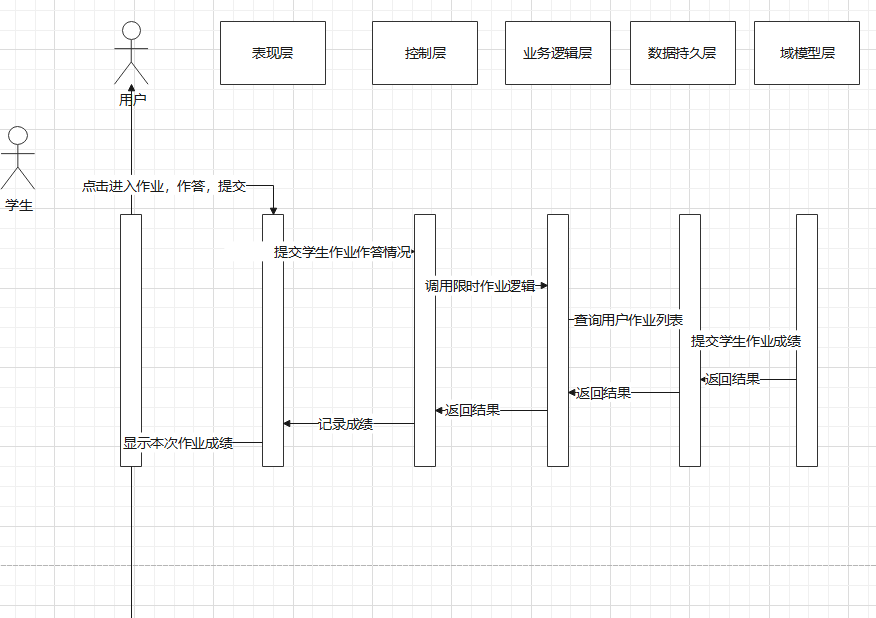 表现层
控制层
业务逻辑层
数据持久层
域模型层
用户
学生
点击进入作业，作答，提交
提交学生作业作答情况
调用限时作业逻辑
查询用户作业列表
提交学生作业成绩
返回结果
返回结果
返回结果
记录成绩
显示本次作业成绩